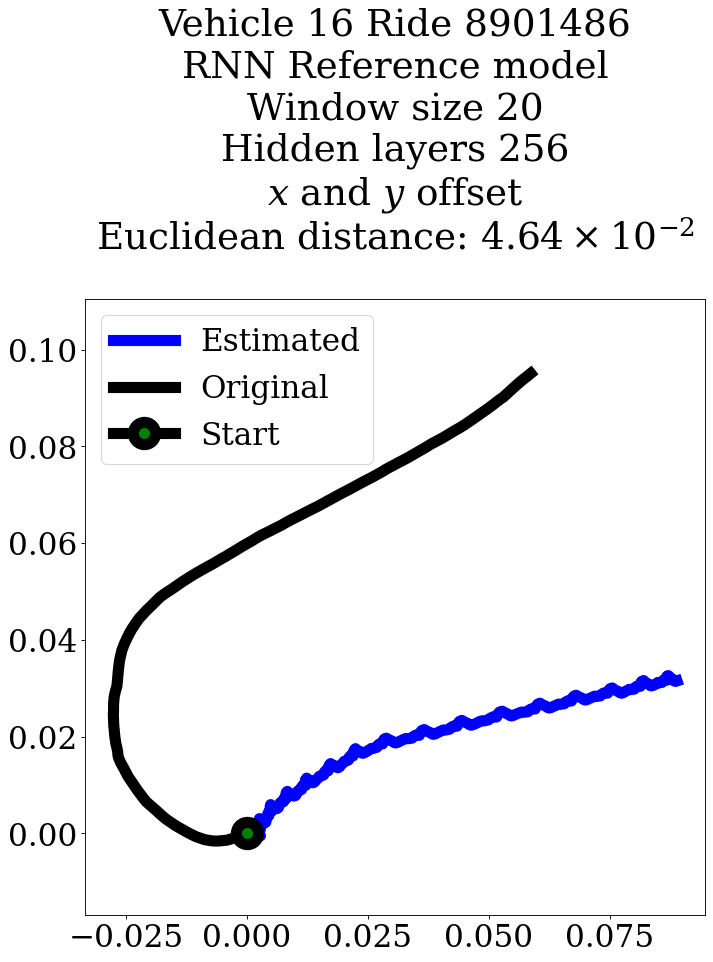 Vehicle 16 Ride 8901486
RNN Reference model
Window size 20
Hidden layers 256
x and y offset
Euclidean distance: 4.64 × 10⁻²
Estimated
Original
Start
0.10
0.08
0.06
0.04
0.02
0.00
−0.025 0.000 0.025 0.050 0.075